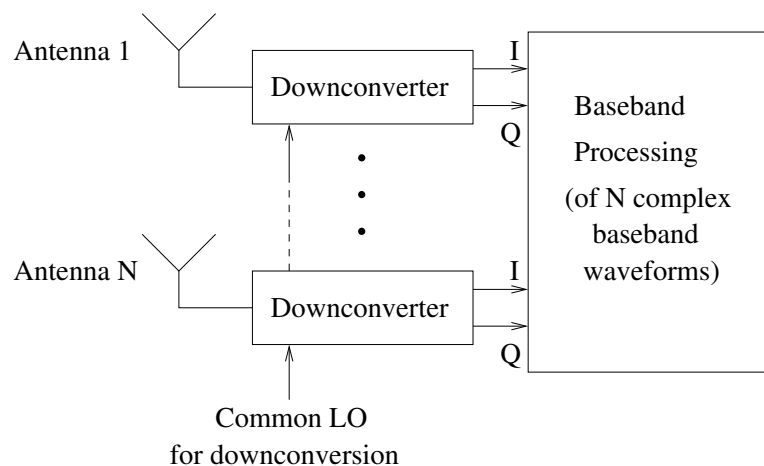 Antenna 1
Downconverter
I
Q
Baseband
Processing
(of N complex
baseband
waveforms)
Antenna N
Downconverter
I
Q
Common LO
for downconversion